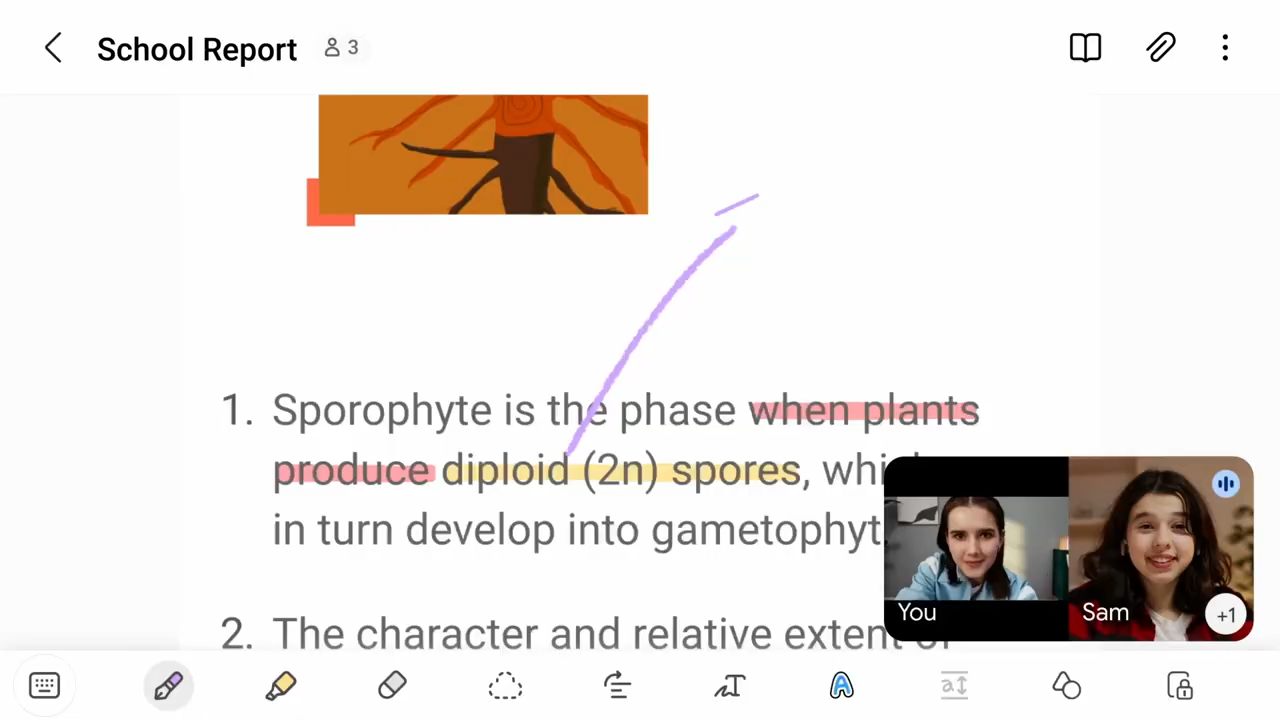 School Report 3
1. Sporophyte is the phase when plants
produce diploid (2n) spores, whi
in turn develop into gametophyt
2. The character and relative extent of
You
Sam
+1